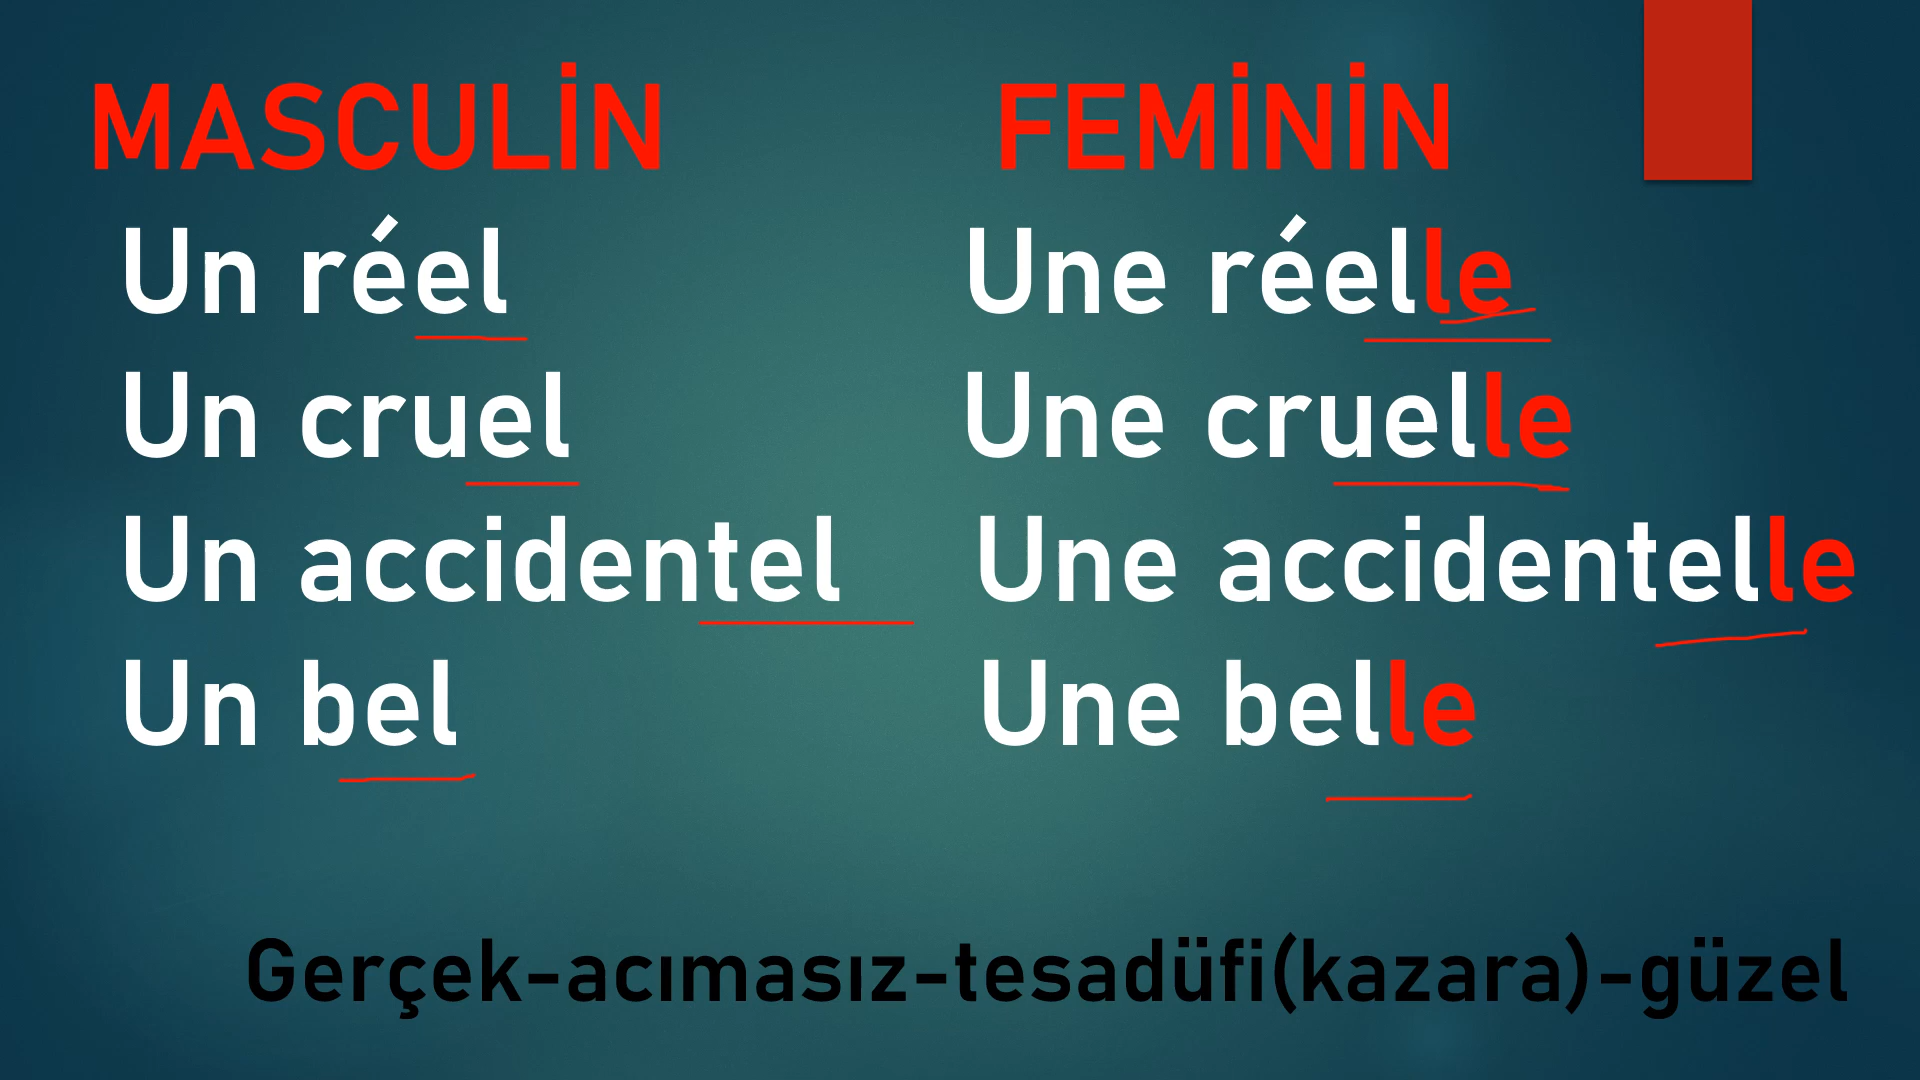 MASCULİN FEMİNİN
Un réel Une réelle
Un cruel Une cruelle
Un accidentel Une accidentelle
Un bel Une belle
Gerçek-acımasız-tesadüfi(kazara)-güzel